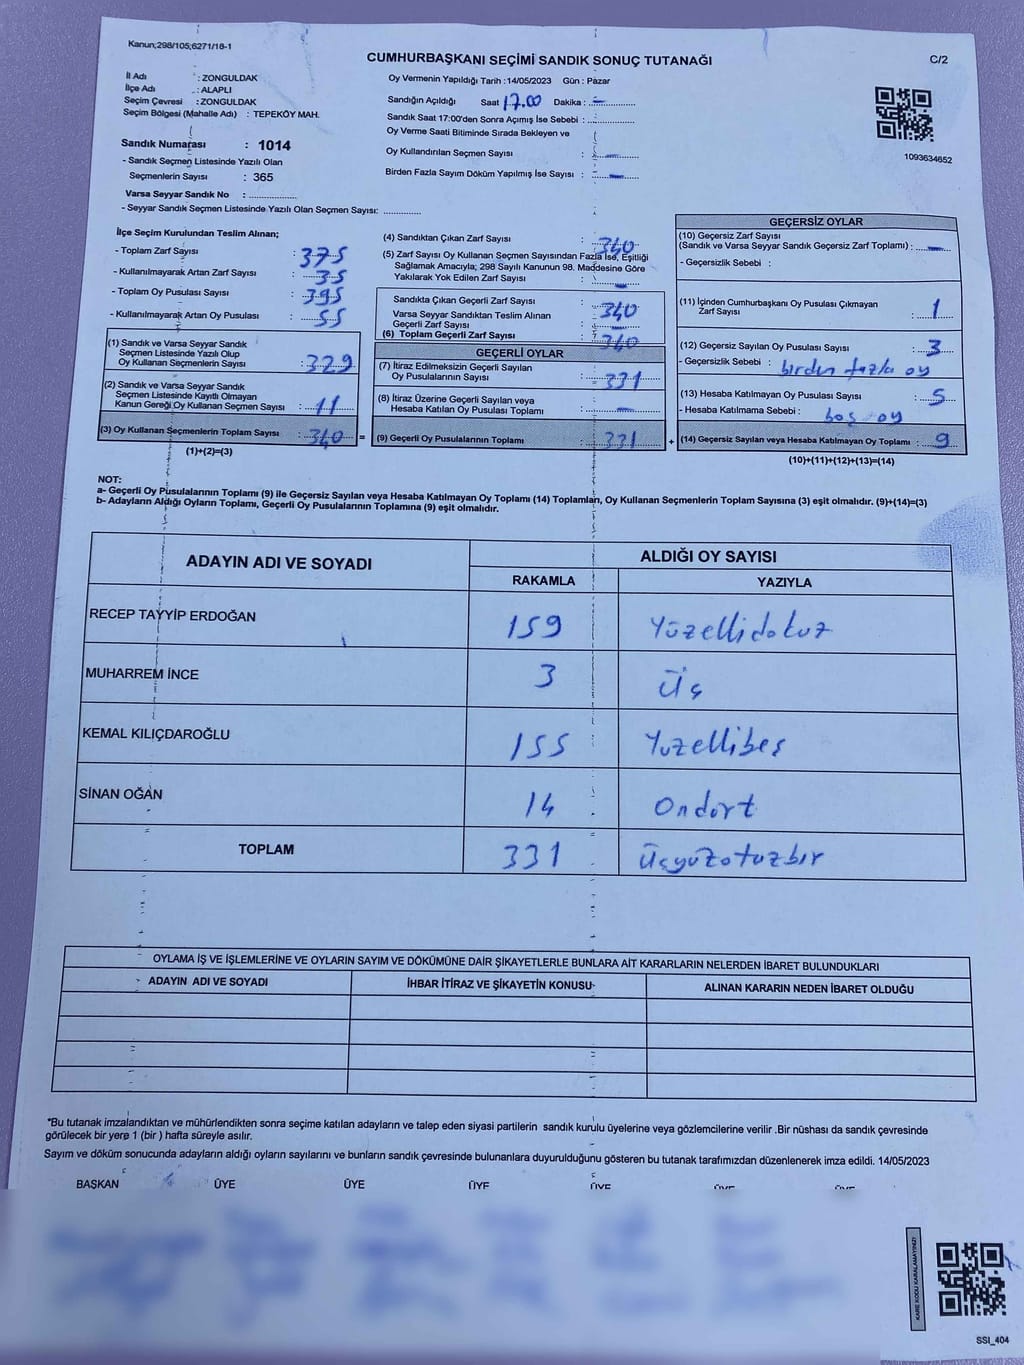 Kanun;298/105;6271/16-1
CUMHURBAŞKANI SEÇİMİ SANDIK SONUÇ TUTANAĞI
C/2
İl Adı : ZONGULDAK
İlçe Adı : ALAPLI
Seçim Çevresi : ZONGULDAK
Seçim Bölgesi (Mahalle Adı) : TEPEKÖY MAH.
Sandık Numarası : 1014
- Sandık Seçmen Listesinde Yazılı Olan
Seçmenlerin Sayısı : 365
Varsa Seyyar Sandık No : ..............
- Seyyar Sandık Seçmen Listesinde Yazılı Olan Seçmen Sayısı: ............
Oy Vermenin Yapıldığı Tarih : 14/05/2023 Gün : Pazar
Sandığın Açıldığı Saat 17.00 Dakika : —
Sandık Saat 17:00'den Sonra Açımış İse Sebebi :
Oy Verme Saati Bitiminde Sırada Bekleyen ve
Oy Kullandırılan Seçmen Sayısı : —
Birden Fazla Sayım Döküm Yapılmış İse Sayısı : —
1093634652
İlçe Seçim Kurulundan Teslim Alınan;
- Toplam Zarf Sayısı : 375
- Kullanılmayarak Artan Zarf Sayısı : 35
- Toplam Oy Pusulası Sayısı : 395
- Kullanılmayarak Artan Oy Pusulası : 55
(1) Sandık ve Varsa Seyyar Sandık
Seçmen Listesinde Yazılı Olup
Oy Kullanan Seçmenlerin Sayısı : 329
(2) Sandık ve Varsa Seyyar Sandık
Seçmen Listesinde Kayıtlı Olmayan
Kanun Gereği Oy Kullanan Seçmen Sayısı : 11
(3) Oy Kullanan Seçmenlerin Toplam Sayısı : 340
(1)+(2)=(3)
(4) Sandıktan Çıkan Zarf Sayısı : 340
(5) Zarf Sayısı Oy Kullanan Seçmen Sayısından Fazla İse, Eşitliği
Sağlamak Amacıyla; 298 Sayılı Kanunun 98. Maddesine Göre
Yakılarak Yok Edilen Zarf Sayısı : —
Sandıkta Çıkan Geçerli Zarf Sayısı : 340
Varsa Seyyar Sandıktan Teslim Alınan
Geçerli Zarf Sayısı : —
(6) Toplam Geçerli Zarf Sayısı : 340
GEÇERLİ OYLAR
(7) İtiraz Edilmeksizin Geçerli Sayılan
Oy Pusulalarının Sayısı : 331
(8) İtiraz Üzerine Geçerli Sayılan veya
Hesaba Katılan Oy Pusulası Toplamı : —
= (9) Geçerli Oy Pusulalarının Toplamı : 331
GEÇERSİZ OYLAR
(10) Geçersiz Zarf Sayısı
(Sandık ve Varsa Seyyar Sandık Geçersiz Zarf Toplamı) : —
- Geçersizlik Sebebi :
(11) İçinden Cumhurbaşkanı Oy Pusulası Çıkmayan
Zarf Sayısı : 1
(12) Geçersiz Sayılan Oy Pusulası Sayısı : 3
- Geçersizlik Sebebi : birden fazla oy
(13) Hesaba Katılmayan Oy Pusulası Sayısı : 5
- Hesaba Katılmama Sebebi : boş oy
+ (14) Geçersiz Sayılan veya Hesaba Katılmayan Oy Toplamı : 9
(10)+(11)+(12)+(13)=(14)
NOT:
a- Geçerli Oy Pusulalarının Toplamı (9) ile Geçersiz Sayılan veya Hesaba Katılmayan Oy Toplamı (14) Toplamları, Oy Kullanan Seçmenlerin Toplam Sayısına (3) eşit olmalıdır. (9)+(14)=(3)
b- Adayların Aldığı Oyların Toplamı, Geçerli Oy Pusulalarının Toplamına (9) eşit olmalıdır.
ADAYIN ADI VE SOYADI ALDIĞI OY SAYISI
RAKAMLA YAZIYLA
RECEP TAYYİP ERDOĞAN 159 Yüzellidokuz
MUHARREM İNCE 3 Üç
KEMAL KILIÇDAROĞLU 155 Yuzellibeş
SİNAN OĞAN 14 Ondört
TOPLAM 331 Üçyüzotuzbır
OYLAMA İŞ VE İŞLEMLERİNE VE OYLARIN SAYIM VE DÖKÜMÜNE DAİR ŞİKAYETLERLE BUNLARA AİT KARARLARIN NELERDEN İBARET BULUNDUKLARI
ADAYIN ADI VE SOYADI İHBAR İTİRAZ VE ŞİKAYETİN KONUSU ALINAN KARARIN NEDEN İBARET OLDUĞU
*Bu tutanak imzalandıktan ve mühürlendikten sonra seçime katılan adayların ve talep eden siyasi partilerin sandık kurulu üyelerine veya gözlemcilerine verilir .Bir nüshası da sandık çevresinde
görülecek bir yere 1 (bir ) hafta süreyle asılır.
Sayım ve döküm sonucunda adayların aldığı oyların sayılarını ve bunların sandık çevresinde bulunanlara duyurulduğunu gösteren bu tutanak tarafımızdan düzenlenerek imza edildi. 14/05/2023
BAŞKAN ÜYE ÜYE ÜYE ÜYE ÜYE ÜYE
KARE KODU KARALAMAYINIZ!
SSI_404